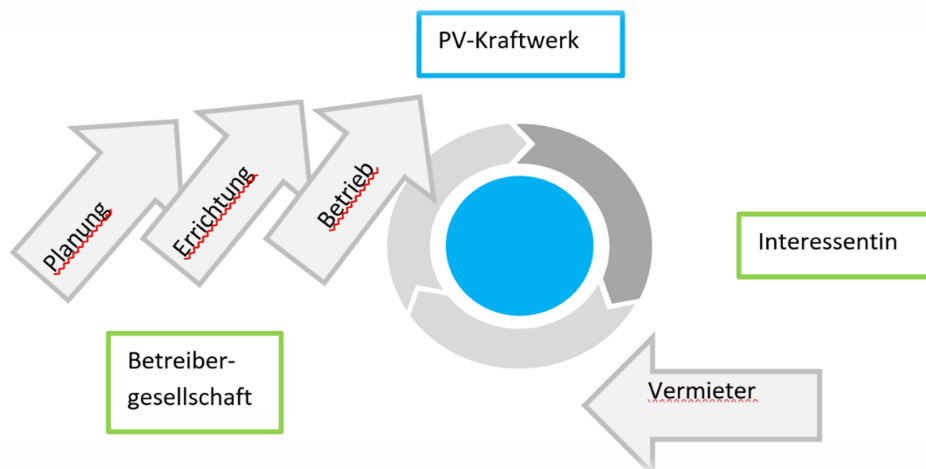 PV-Kraftwerk
Planung
Errichtung
Betrieb
Interessentin
Betreiber-
gesellschaft
Vermieter